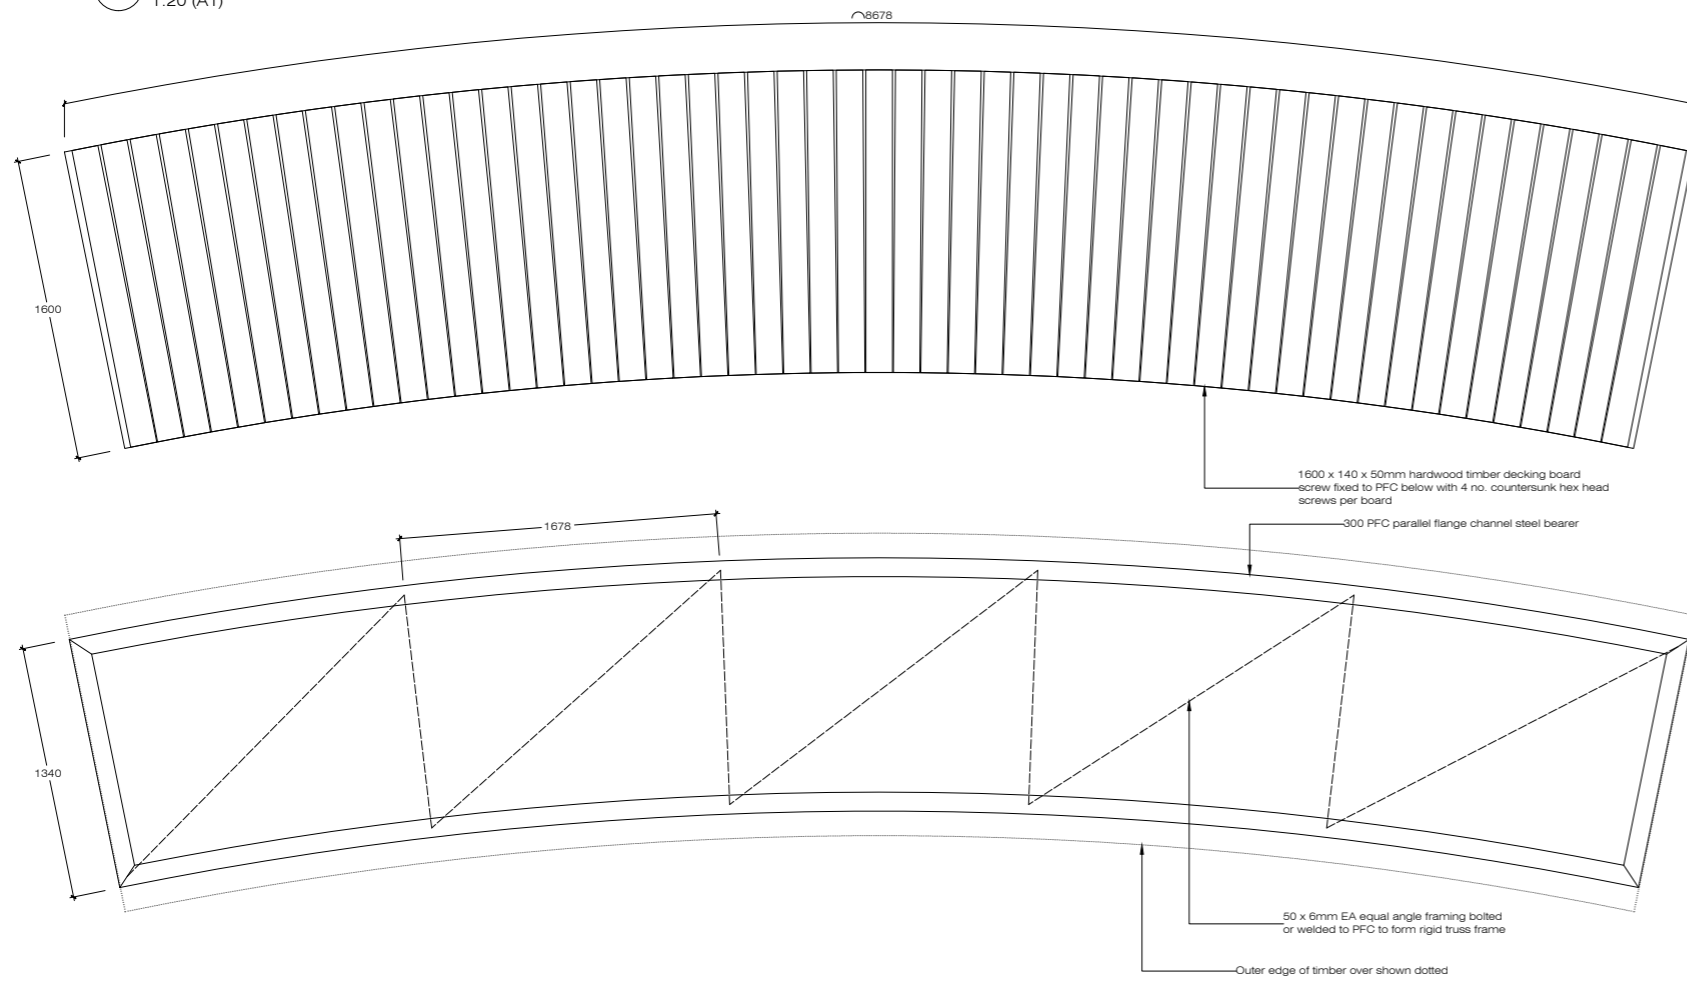 1:20 (A1)
⌒8678
1600
1600 x 140 x 50mm hardwood timber decking board
screw fixed to PFC below with 4 no. countersunk hex head
screws per board
1678
300 PFC parallel flange channel steel bearer
1340
50 x 6mm EA equal angle framing bolted
or welded to PFC to form rigid truss frame
Outer edge of timber over shown dotted